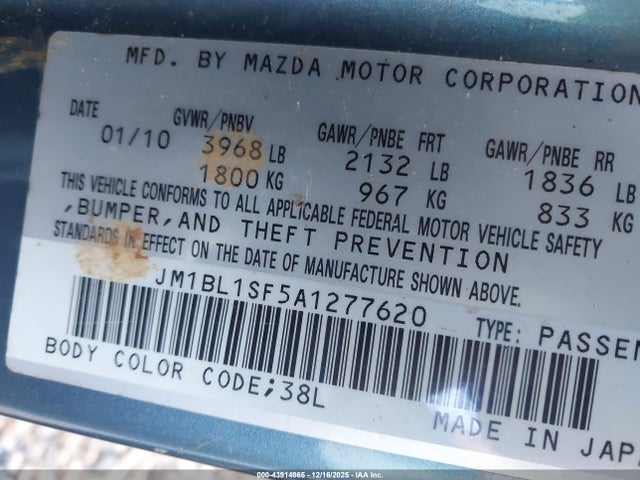 MFD. BY MAZDA MOTOR CORPORATION
DATE GVWR/PNBV GAWR/PNBE FRT GAWR/PNBE RR
01/10 3968 LB 2132 LB 1836 LB
1800 KG 967 KG 833 KG
THIS VEHICLE CONFORMS TO ALL APPLICABLE FEDERAL MOTOR VEHICLE SAFETY
,BUMPER,AND THEFT PREVENTION
STANDARDS IN EFFECT ON THE DATE OF MANUFACTURE SHOWN ABOVE.
JM1BL1SF5A1277620
TYPE: PASSEN
BODY COLOR CODE;38L
MADE IN JAPA
000-43914865 - 12/16/2025 - IAA Inc.